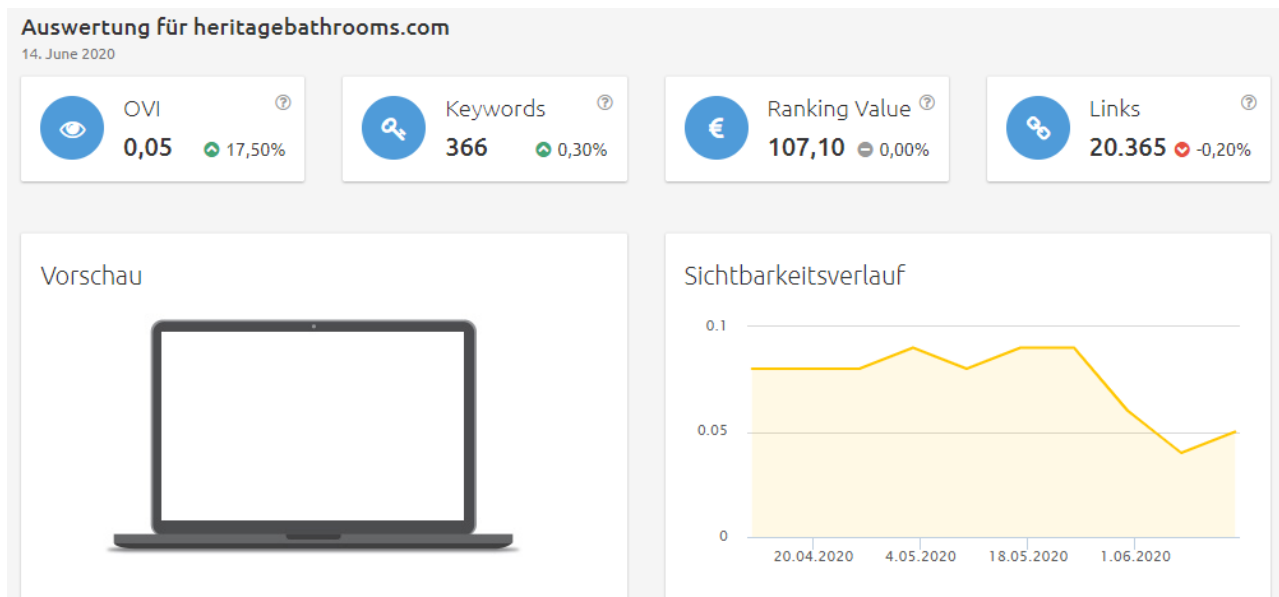 Auswertung für heritagebathrooms.com
14. June 2020
OVI
0,05 17,50%
Keywords
366 0,30%
Ranking Value
€
107,10 0,00%
Links
20.365 -0,20%
Vorschau
Sichtbarkeitsverlauf
0.1
0.05
0
20.04.2020 4.05.2020 18.05.2020 1.06.2020